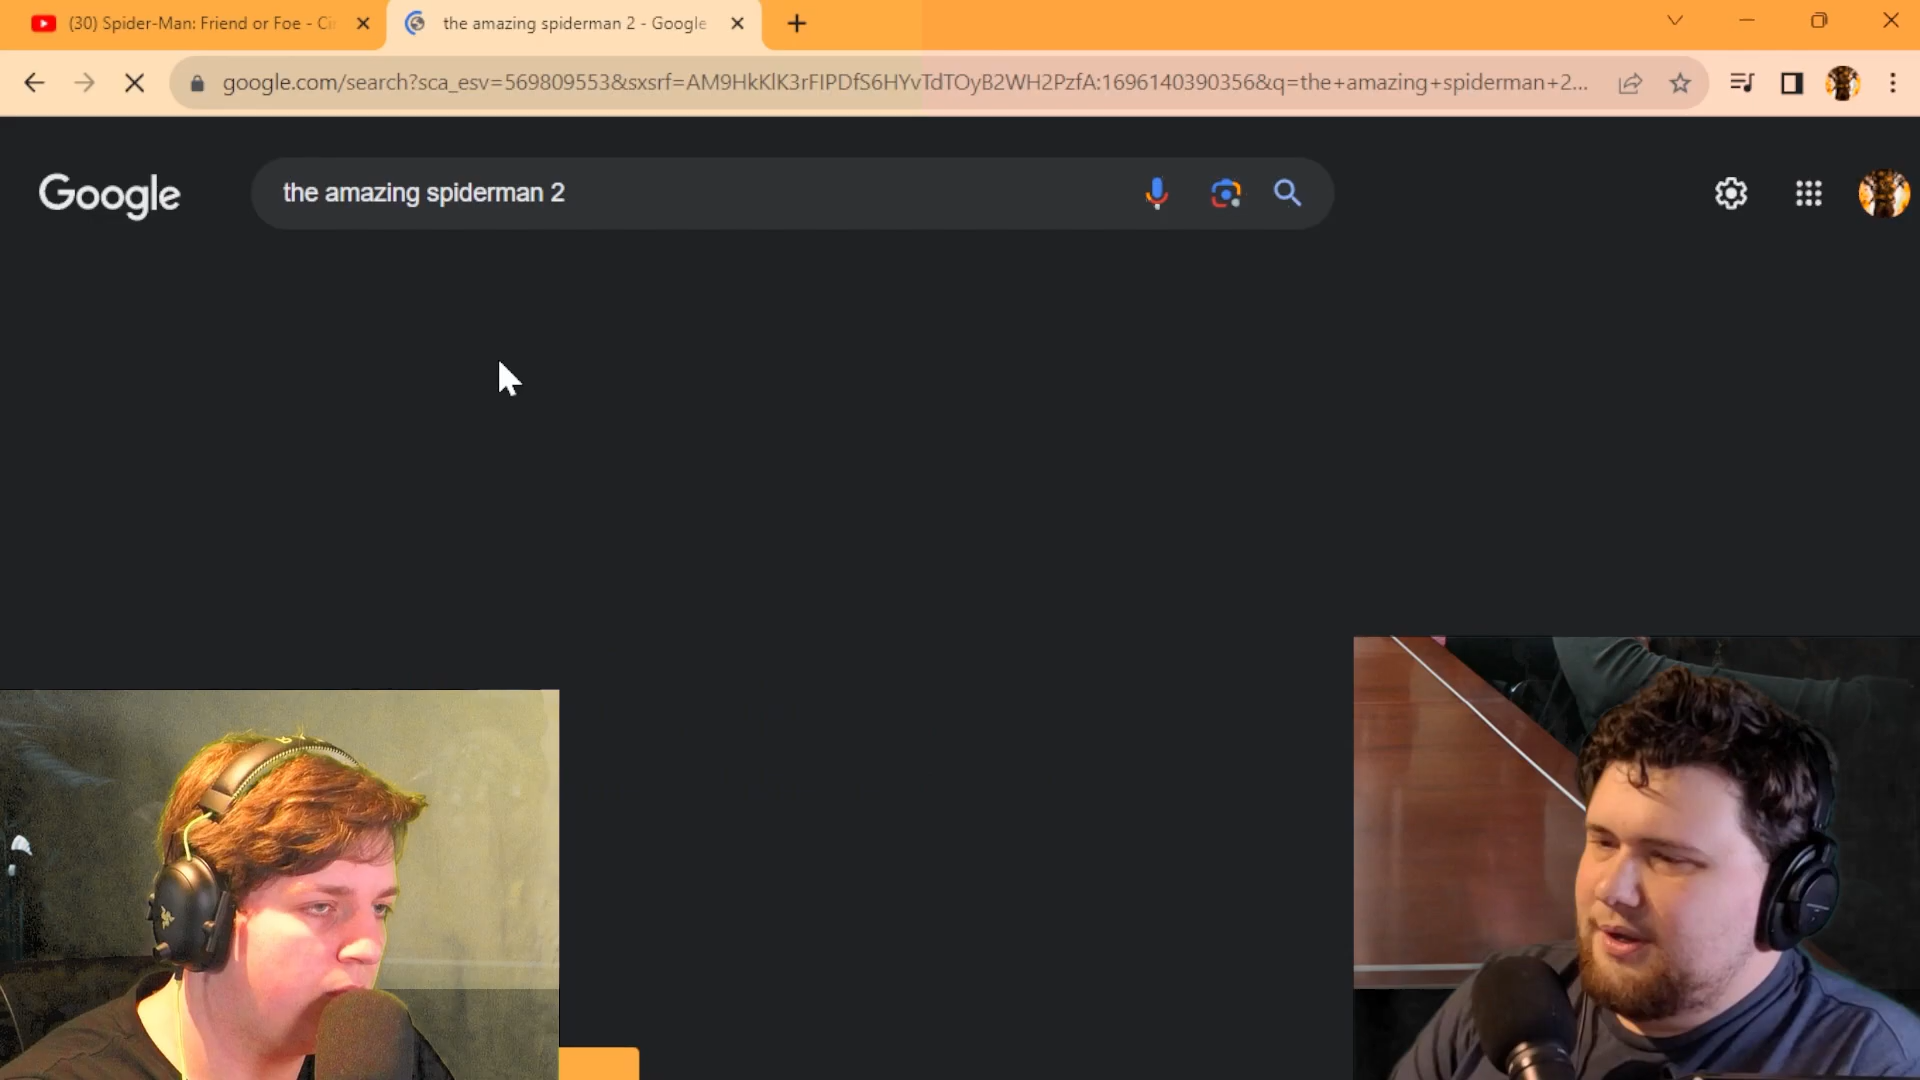 (30) Spider-Man: Friend or Foe - Ci
the amazing spiderman 2 - Google
google.com/search?sca_esv=569809553&sxsrf=AM9HkKlK3rFIPDfS6HYvTdTOyB2WH2PzfA:1696140390356&q=the+amazing+spiderman+2...
Google
the amazing spiderman 2